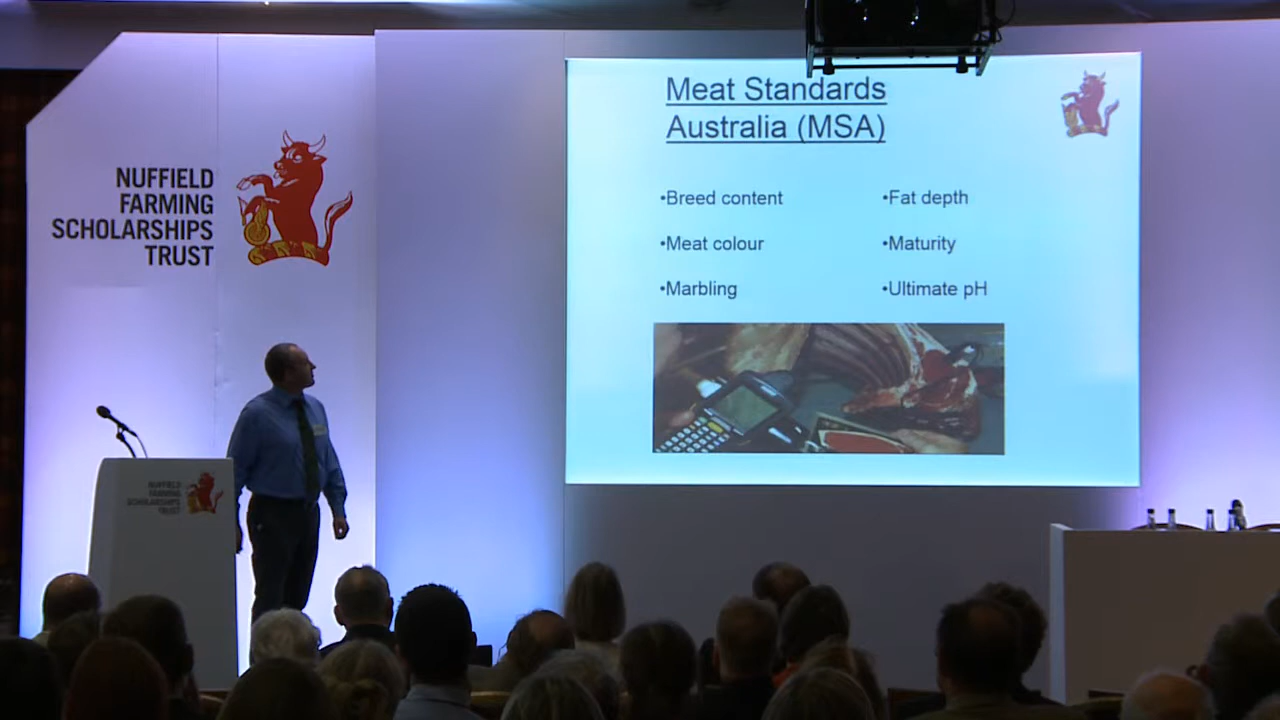 NUFFIELD
FARMING
SCHOLARSHIPS
TRUST
Meat Standards
Australia (MSA)
•Breed content
•Meat colour
•Marbling
•Fat depth
•Maturity
•Ultimate pH
NUFFIELD
FARMING
SCHOLARSHIPS
TRUST